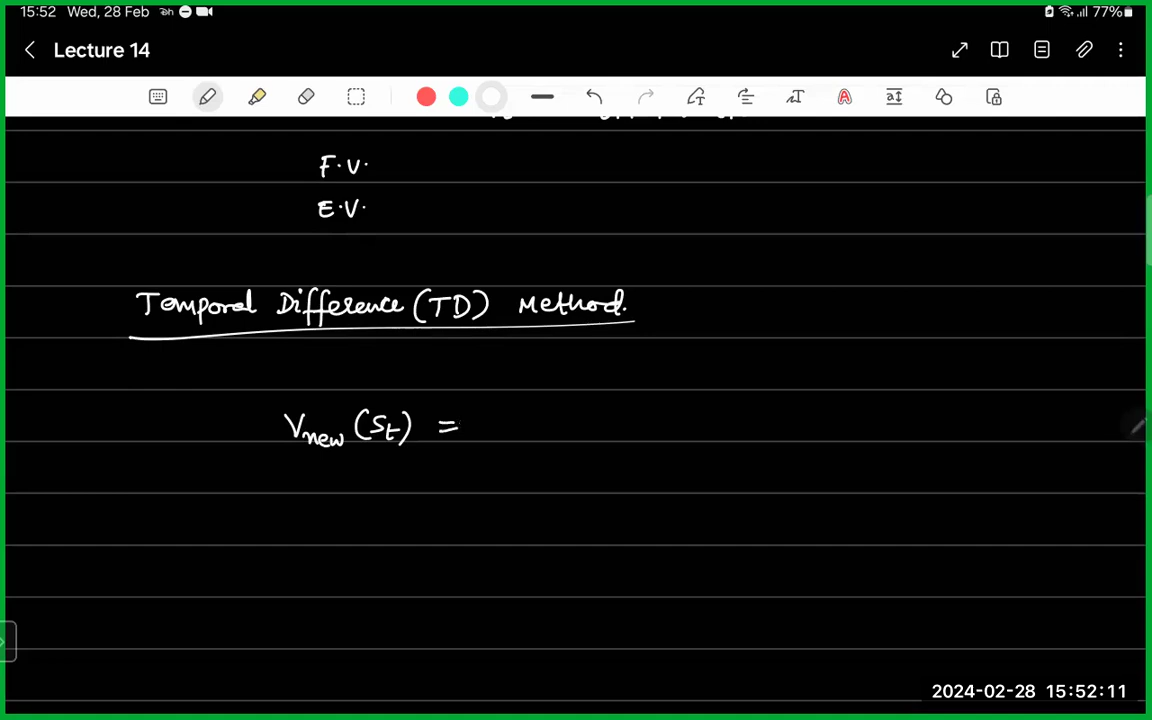 15:52 Wed, 28 Feb
77%
Lecture 14
F.V.
E.V.
Temporal Difference (TD) Method.
Vnew (St) =
2024-02-28 15:52:11